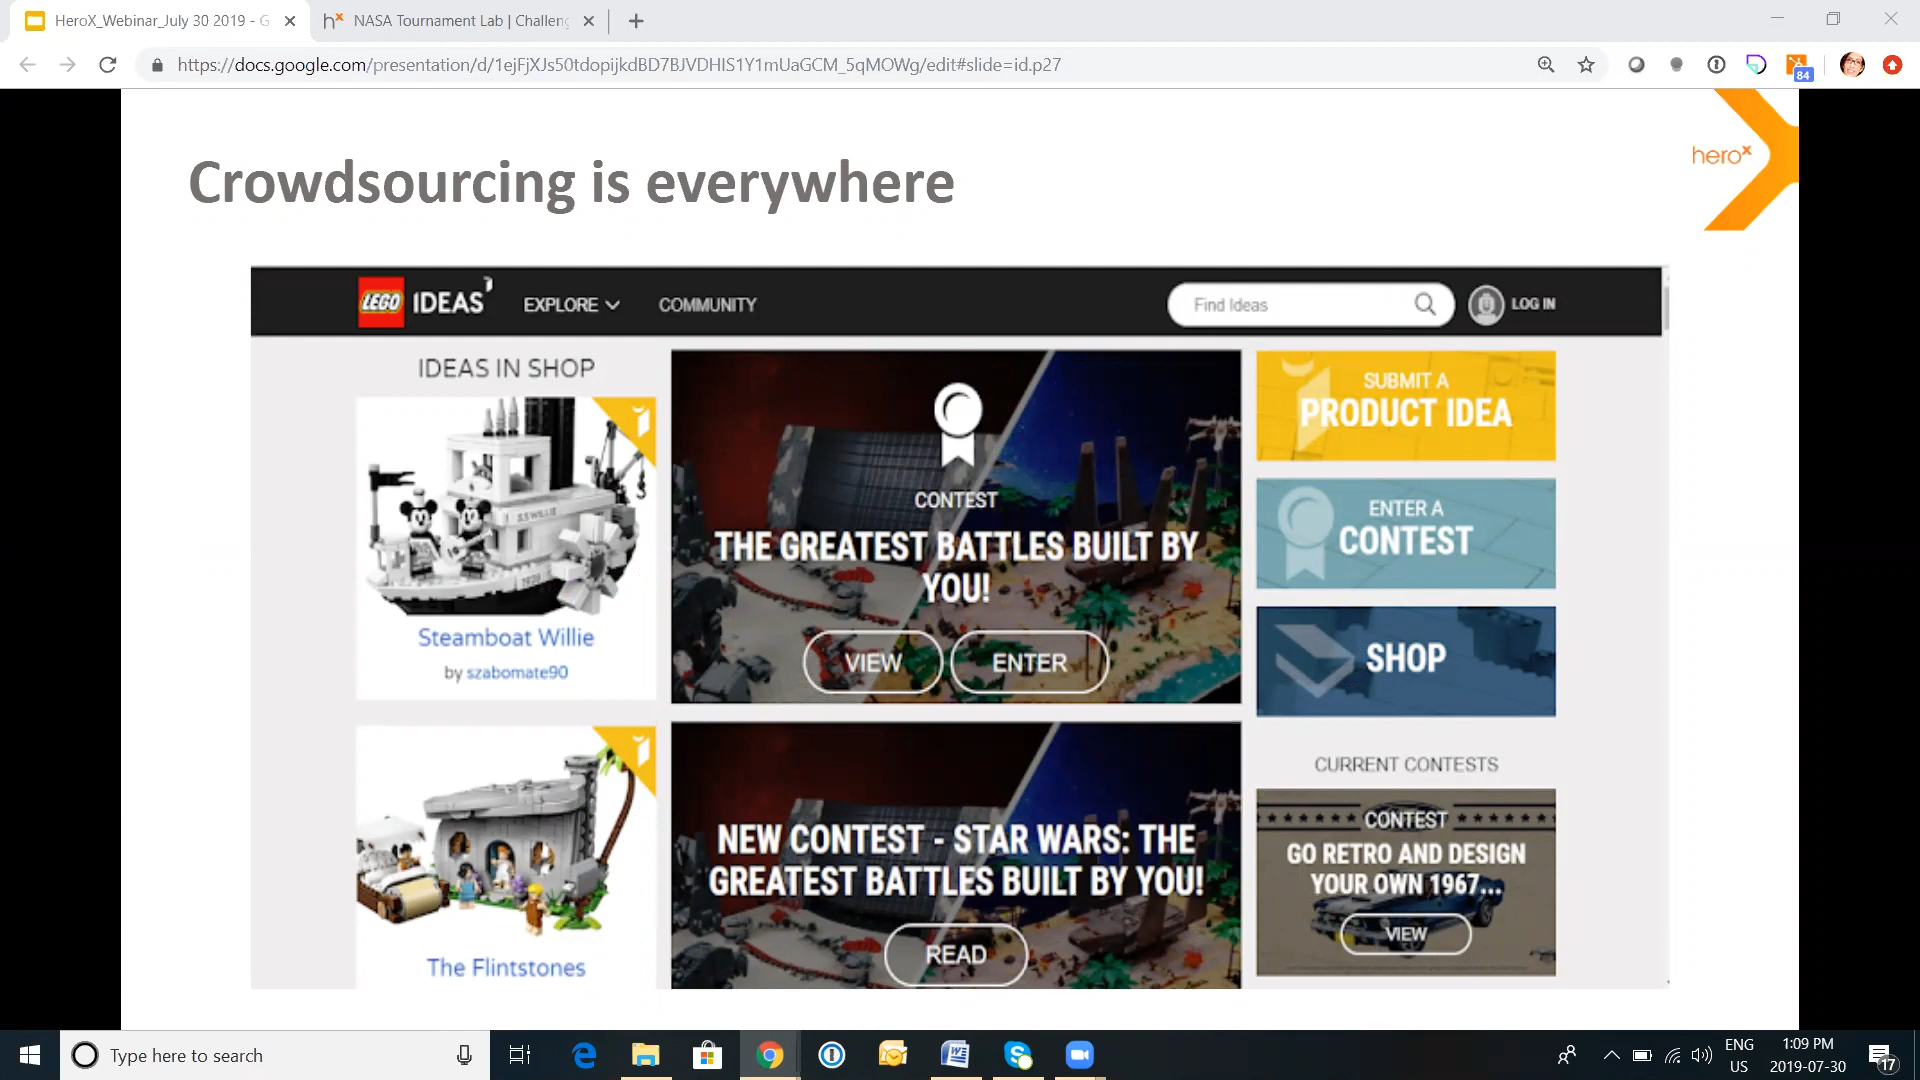 HeroX_Webinar_July 30 2019 - G
hx NASA Tournament Lab | Challeng
https://docs.google.com/presentation/d/1ejFjXJs50tdopijkdBD7BJVDHIS1Y1mUaGCM_5qMOWg/edit#slide=id.p27
84
herox
Crowdsourcing is everywhere
LEGO IDEAS
EXPLORE
COMMUNITY
Find Ideas
LOG IN
IDEAS IN SHOP
S.S.WILLIE
Steamboat Willie
by szabomate90
The Flintstones
CONTEST
THE GREATEST BATTLES BUILT BY
YOU!
VIEW
ENTER
NEW CONTEST - STAR WARS: THE
GREATEST BATTLES BUILT BY YOU!
READ
SUBMIT A
PRODUCT IDEA
ENTER A
CONTEST
SHOP
CURRENT CONTESTS
CONTEST
GO RETRO AND DESIGN
YOUR OWN 1967...
VIEW
Type here to search
ENG
US
1:09 PM
2019-07-30
17